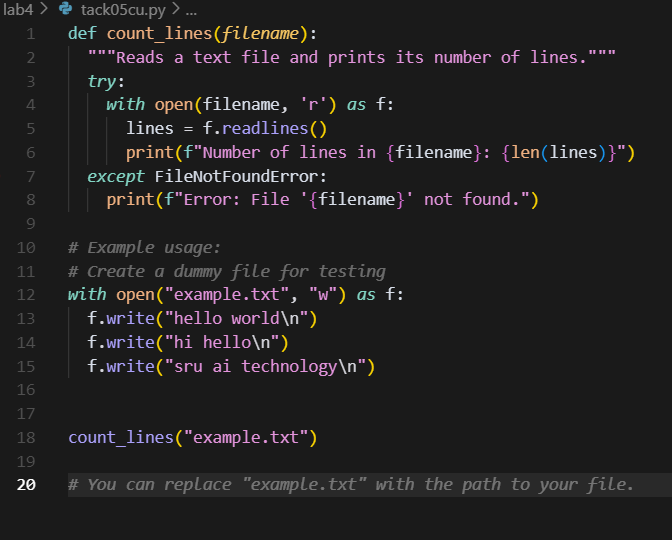 lab4 > tack05cu.py > ...
1 def count_lines(filename):
2   """Reads a text file and prints its number of lines."""
3   try:
4     with open(filename, 'r') as f:
5       lines = f.readlines()
6       print(f"Number of lines in {filename}: {len(lines)}")
7   except FileNotFoundError:
8     print(f"Error: File '{filename}' not found.")
9
10 # Example usage:
11 # Create a dummy file for testing
12 with open("example.txt", "w") as f:
13   f.write("hello world\n")
14   f.write("hi hello\n")
15   f.write("sru ai technology\n")
16
17
18 count_lines("example.txt")
19
20 # You can replace "example.txt" with the path to your file.